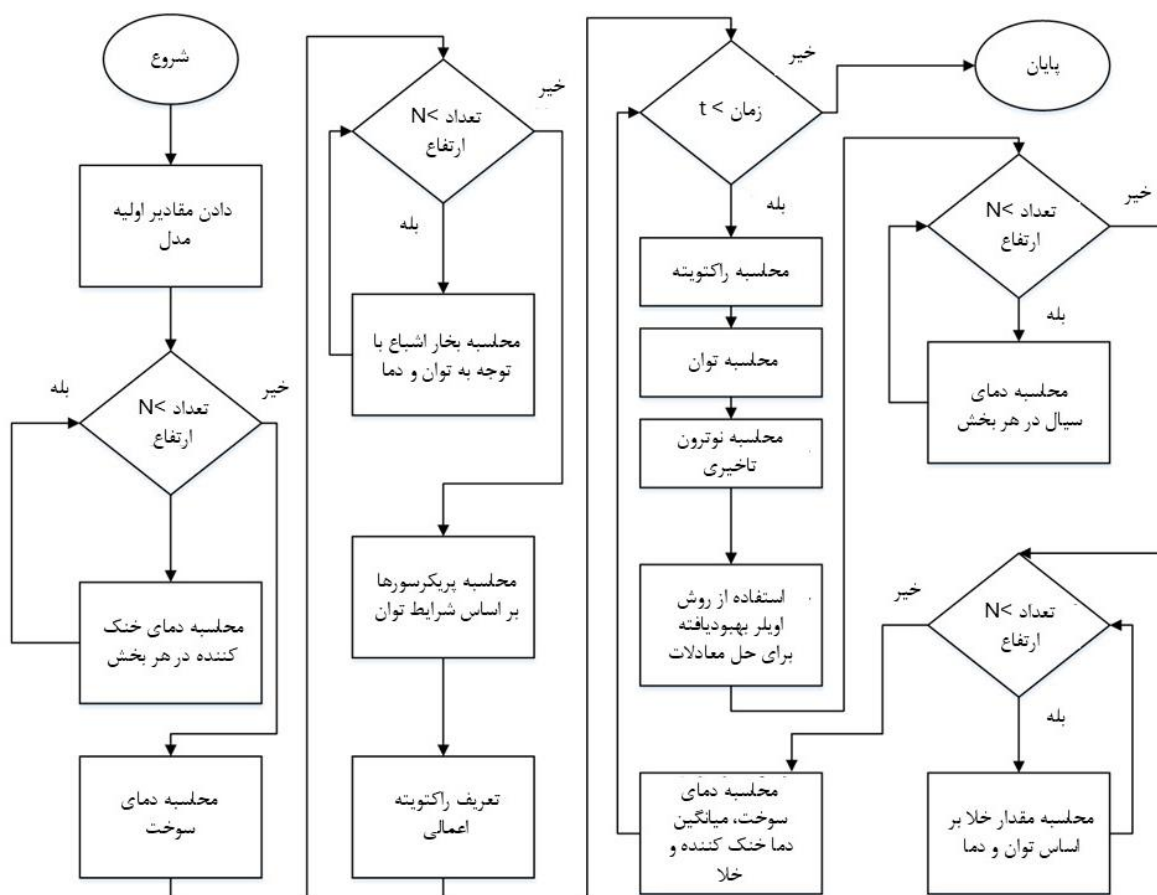 شروع
دادن مقادیر اولیه
مدل
تعداد >N
ارتفاع
بله
خیر
محلسبه دمای خنک
کننده در هر بخش
محلسبه دمای
سوخت
تعداد >N
ارتفاع
خیر
بله
محلسبه بخار اشباع با
توجه به توان و دما
محلسبه پریکرسورها
بر اساس شرایط توان
تعریف راکتویته
اعمالی
زمان > t
خیر
بله
محلسبه راکتویته
محلسبه توان
محلسبه نوترون
تاخیری
استفاده از روش
اویلر بهبودیافته
برای حل معادلات
پایان
تعداد >N
ارتفاع
خیر
بله
محلسبه دمای
سیال در هر بخش
تعداد >N
ارتفاع
خیر
بله
محلسبه مقدار خلا بر
اساس توان و دما
محلسبه دمای
سوخت، میانگین
دما خنک کننده و
خلا